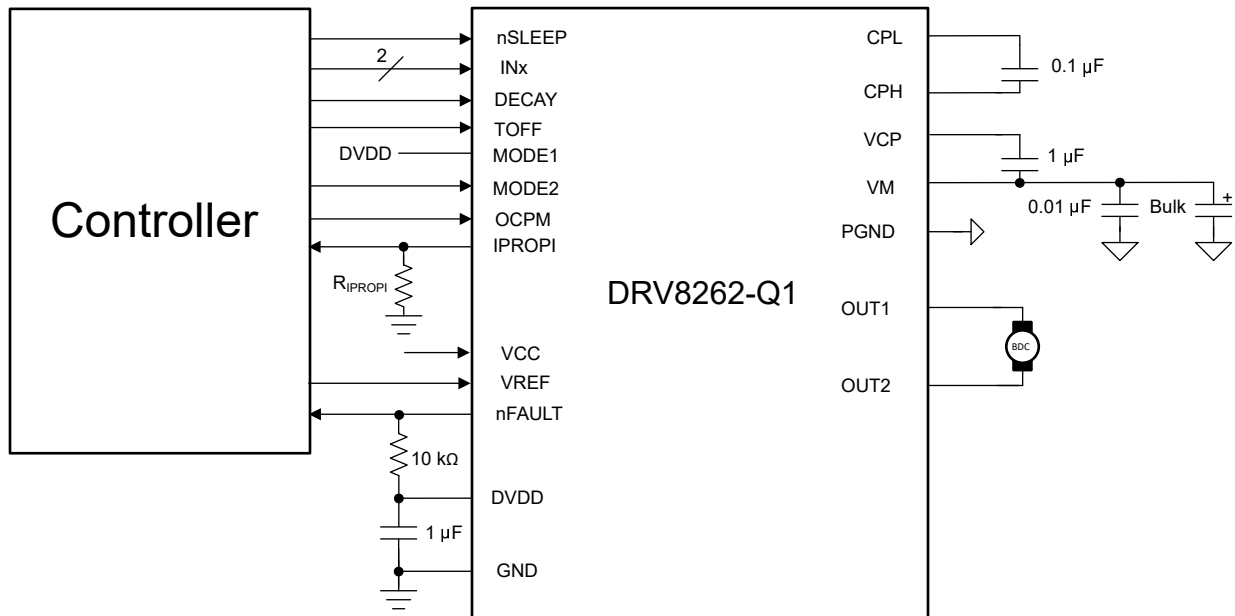 Controller
2
DVDD
nSLEEP
INx
DECAY
TOFF
MODE1
MODE2
OCPM
IPROPI
RIPROPI
VCC
VREF
nFAULT
10 kΩ
DVDD
1 µF
GND
DRV8262-Q1
CPL
CPH
0.1 µF
VCP
1 µF
VM
0.01 µF
Bulk
+
PGND
OUT1
BDC
OUT2